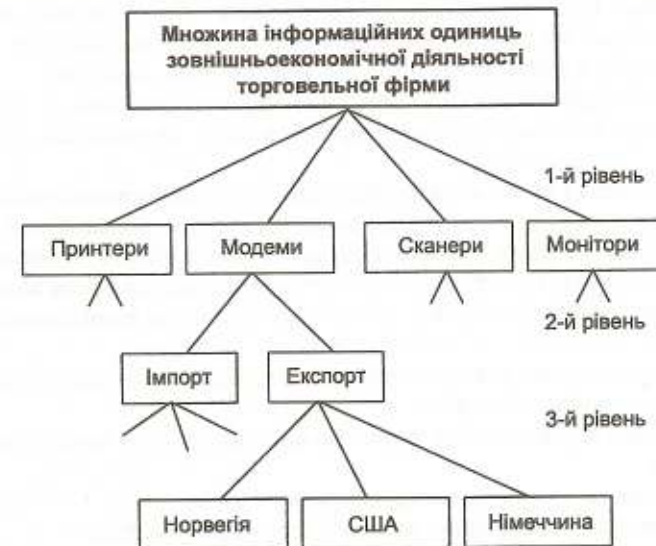 Множина інформаційних одиниць
зовнішньоекономічної діяльності
торговельної фірми
1-й рівень
Принтери
Модеми
Сканери
Монітори
2-й рівень
Імпорт
Експорт
3-й рівень
Норвегія
США
Німеччина